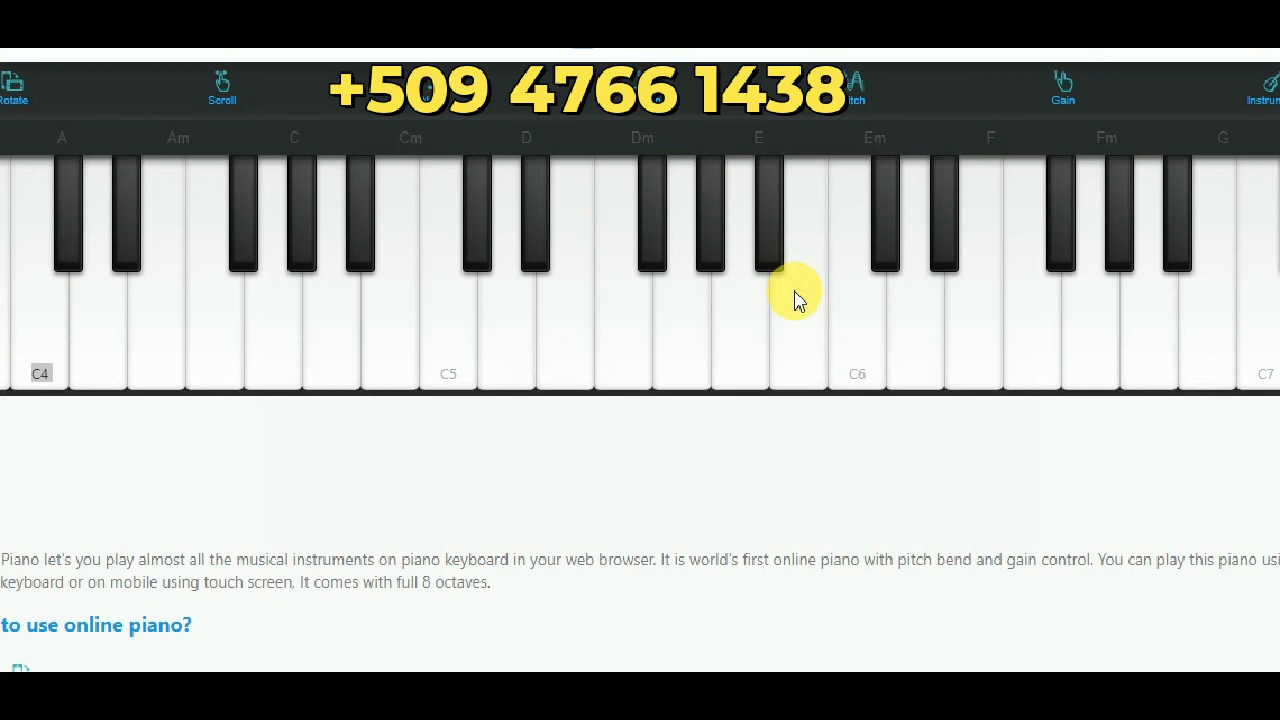 +509 4766 1438
Rotate Scroll Gain
A Am C Cm D Dm E Em F Fm G
C4 C5 C6 C7
Piano let's you play almost all the musical instruments on piano keyboard in your web browser. It is world's first online piano with pitch bend and gain control. You can play this piano usi
keyboard or on mobile using touch screen, It comes with full 8 octaves.
to use online piano?